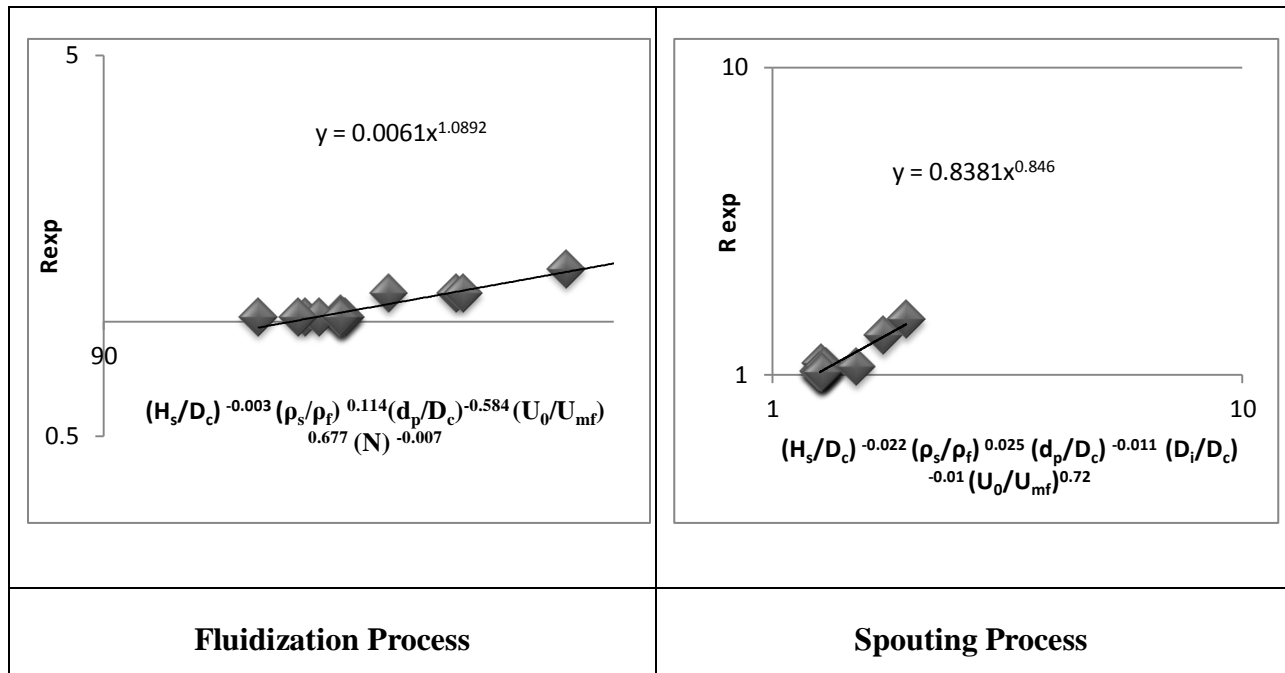 5
y = 0.0061x^1.0892
Rexp
90
0.5
(H_s/D_c) ^-0.003 (ρ_s/ρ_f) ^0.114 (d_p/D_c)^-0.584 (U_0/U_mf)
^0.677 (N) ^-0.007
10
y = 0.8381x^0.846
R exp
1
1
10
(H_s/D_c) ^-0.022 (ρ_s/ρ_f) ^0.025 (d_p/D_c) ^-0.011 (D_i/D_c)
^-0.01 (U_0/U_mf)^0.72
Fluidization Process
Spouting Process